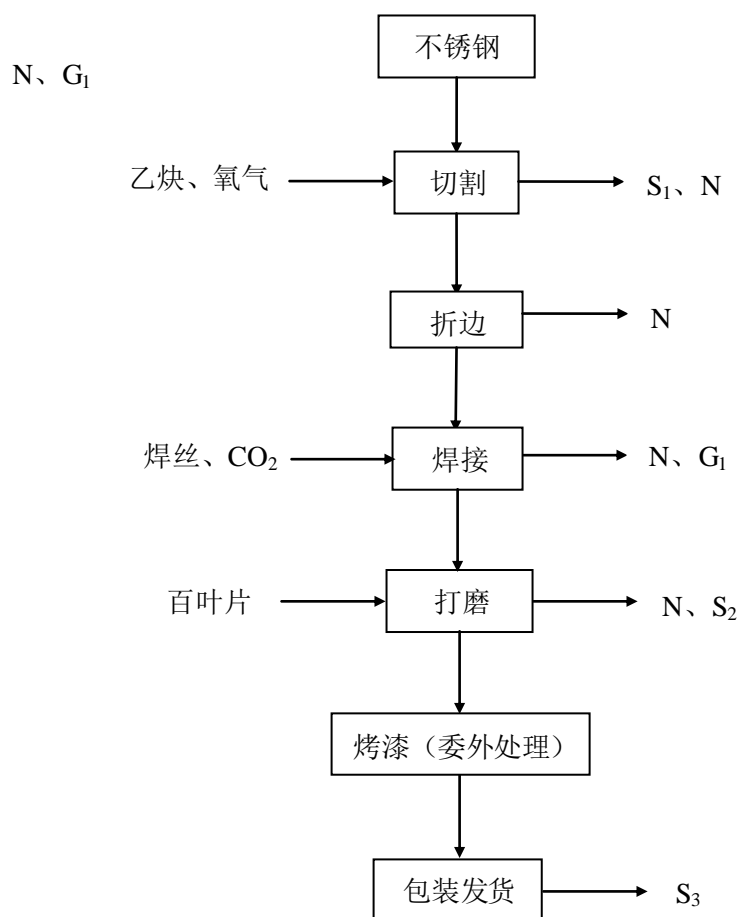 不锈钢
N、G₁
乙炔、氧气
切割
S₁、N
折边
N
焊丝、CO₂
焊接
N、G₁
百叶片
打磨
N、S₂
烤漆（委外处理）
包装发货
S₃